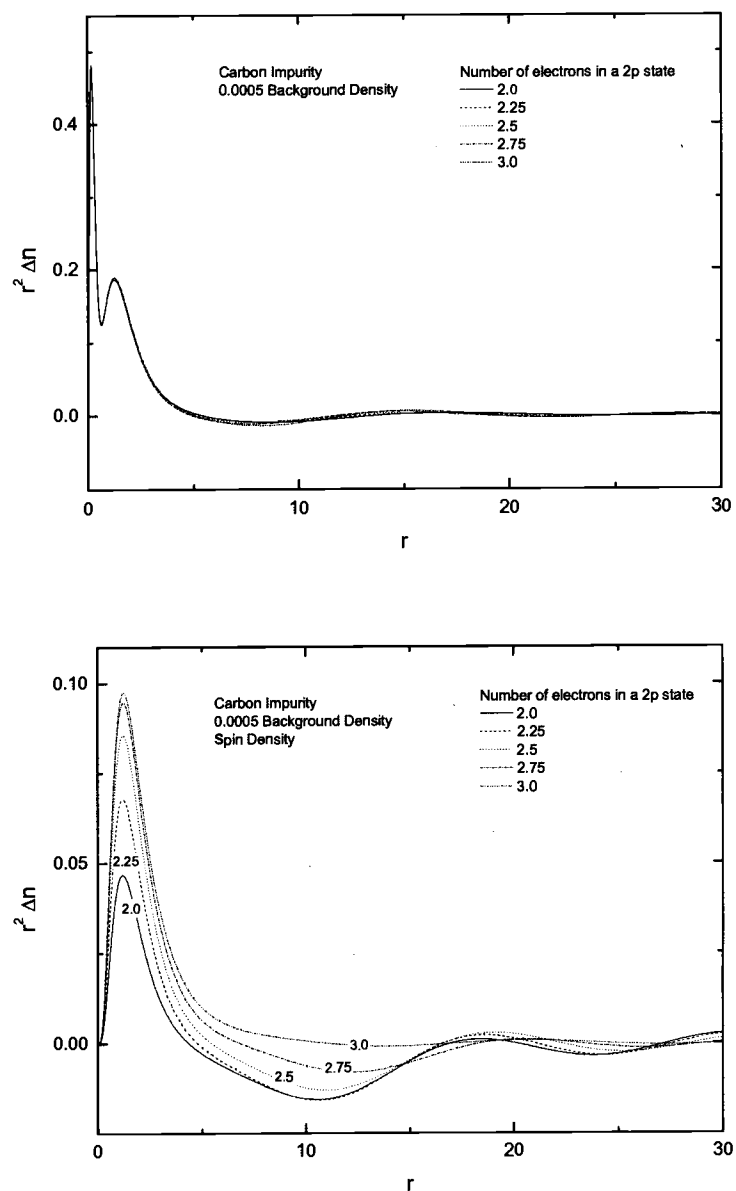 Carbon Impurity
0.0005 Background Density
Number of electrons in a 2p state
2.0
2.25
2.5
2.75
3.0
0.4
0.2
0.0
r² Δn
0
10
20
30
r
Carbon Impurity
0.0005 Background Density
Spin Density
Number of electrons in a 2p state
2.0
2.25
2.5
2.75
3.0
0.10
0.05
0.00
r² Δn
2.25
2.0
3.0
2.75
2.5
0
10
20
30
r